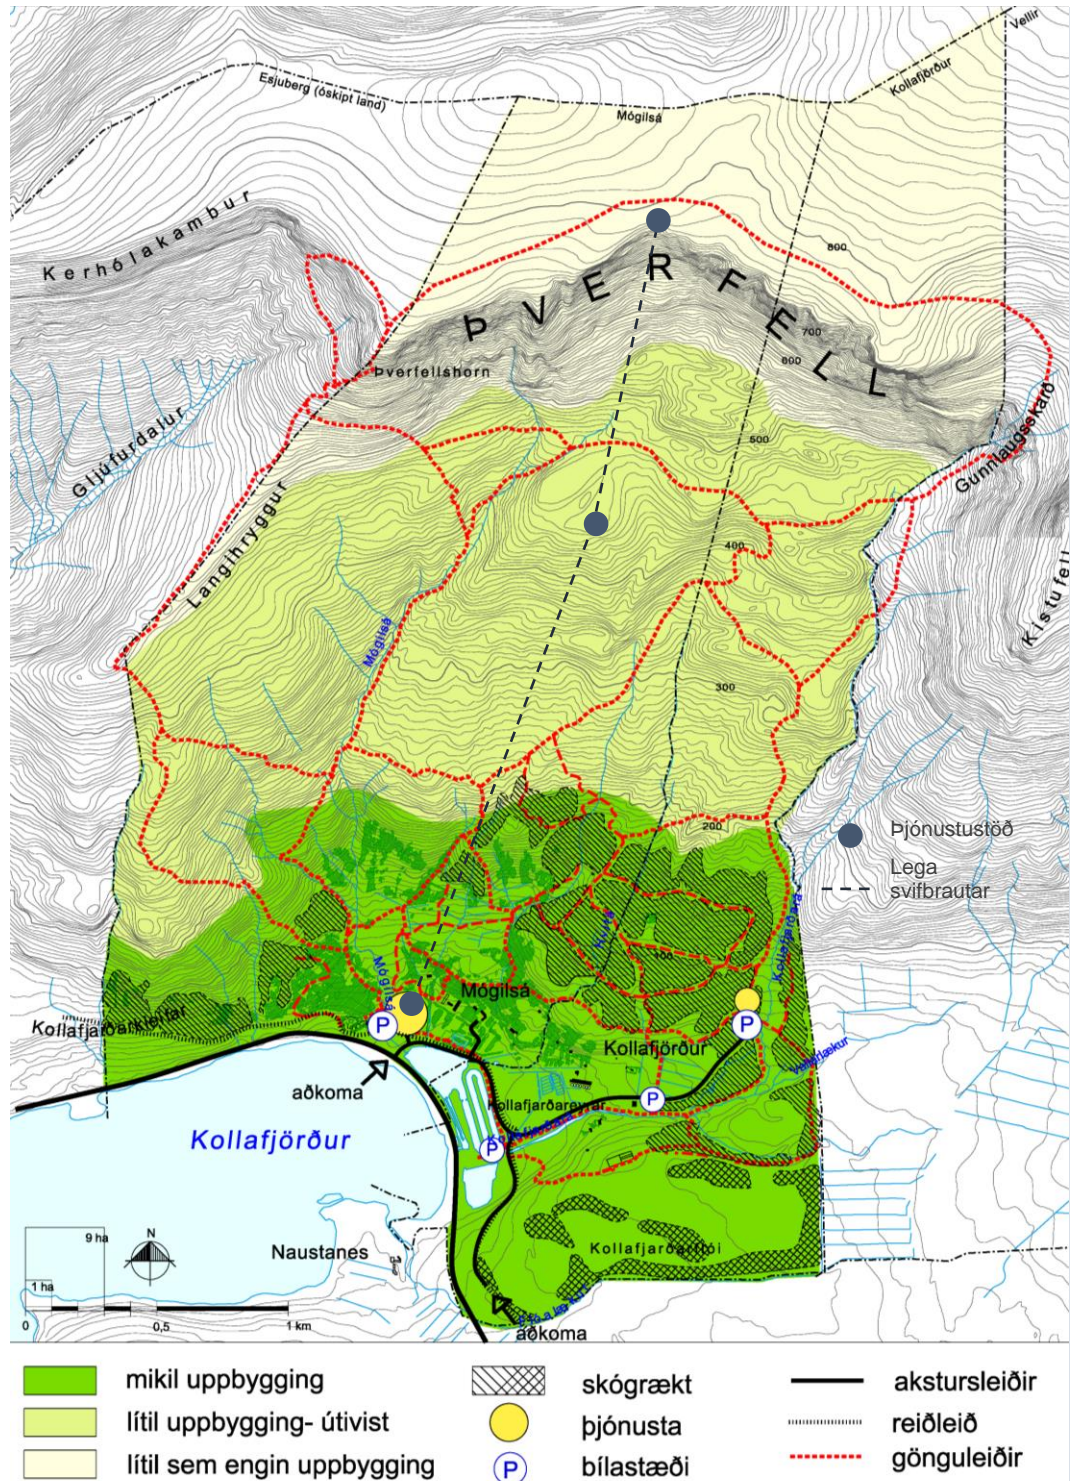 Vellir
Esjuberg (óskipt land)
Kollafjörður
Mógilsá
Kerhólakambur
800
ÞVERFELL
700
600
Þverfellshorn
500
Gljúfurdalur
Gunnlaugsskarð
Langihryggur
400
Kistufell
Mógilsá
300
200
Þjónustustöð
Lega
svifbrautar
Kollafjarðará
100
Mógilsá
Mógilsá
Kollafjarðarkleifar
P
P
Kollafjörður
aðkoma
P
Kollafjarðareyrar
Kollafjörður
P
9 ha
N
Naustanes
Kollafjarðarflói
1 ha
0
0,5
1 km
aðkoma
mikil uppbygging
skógrækt
akstursleiðir
lítil uppbygging- útivist
þjónusta
reiðleið
lítil sem engin uppbygging
P
bílastæði
gönguleiðir